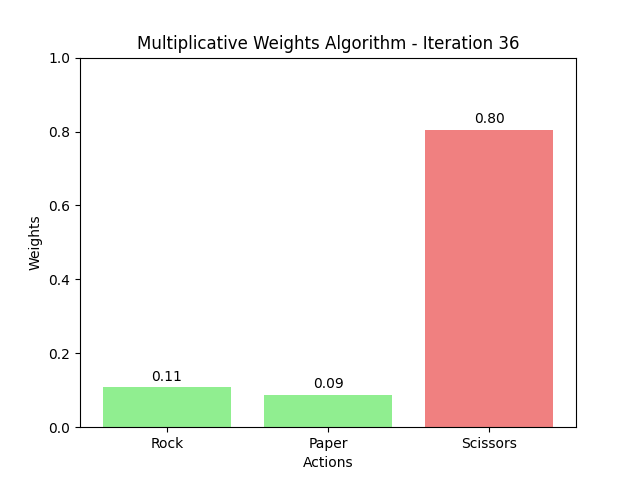 Multiplicative Weights Algorithm - Iteration 36
1.0
0.8
0.6
0.4
0.2
0.0
Weights
0.11
0.09
0.80
Rock
Paper
Scissors
Actions